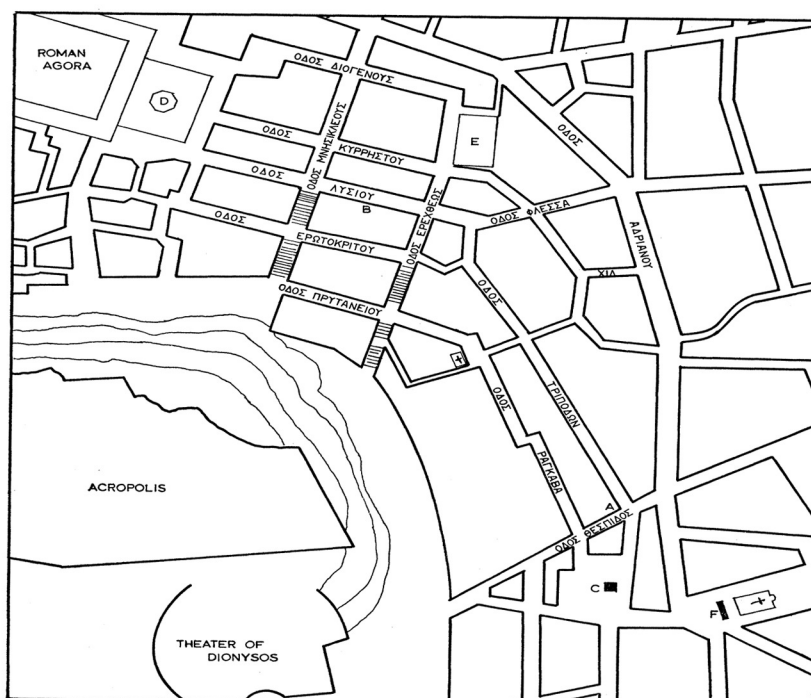 ROMAN
AGORA
D
ΟΔΟΣ ΔΙΟΓΕΝΟΥΣ
ΟΔΟΣ ΜΝΗΣΙΚΛΕΟΥΣ
ΟΔΟΣ ΚΥΡΡΗΣΤΟΥ
E
ΟΔΟΣ ΑΔΡΙΑΝΟΥ
ΟΔΟΣ ΛΥΣΙΟΥ
B
ΟΔΟΣ ΕΡΕΧΘΕΩΣ
ΟΔΟΣ ΦΛΕΣΣΑ
ΟΔΟΣ ΕΡΩΤΟΚΡΙΤΟΥ
ΧΙΛ
ΟΔΟΣ ΠΡΥΤΑΝΕΙΟΥ
ΟΔΟΣ ΤΡΙΠΟΔΩΝ
ΟΔΟΣ ΡΑΓΚΑΒΑ
ACROPOLIS
A
ΟΔΟΣ ΘΕΣΠΙΔΟΣ
C
F
THEATER OF
DIONYSOS